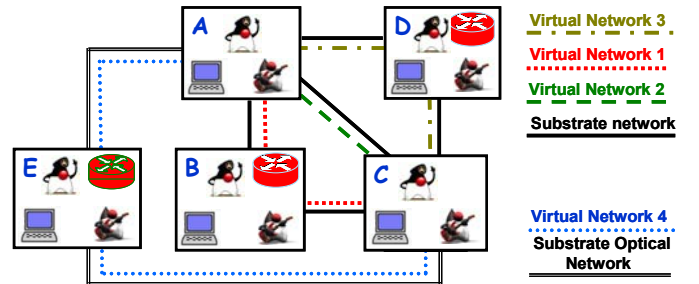 A
D
Virtual Network 3
Virtual Network 1
Virtual Network 2
Substrate network
E
B
C
Virtual Network 4
Substrate Optical
Network